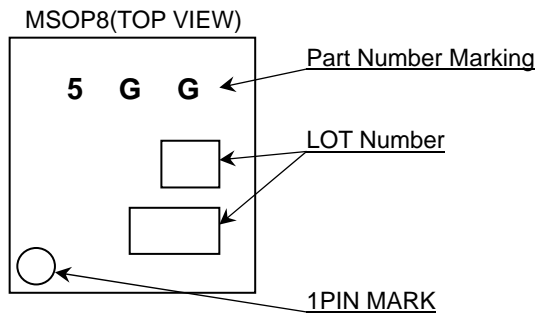 MSOP8(TOP VIEW)
5 G G
Part Number Marking
LOT Number
1PIN MARK